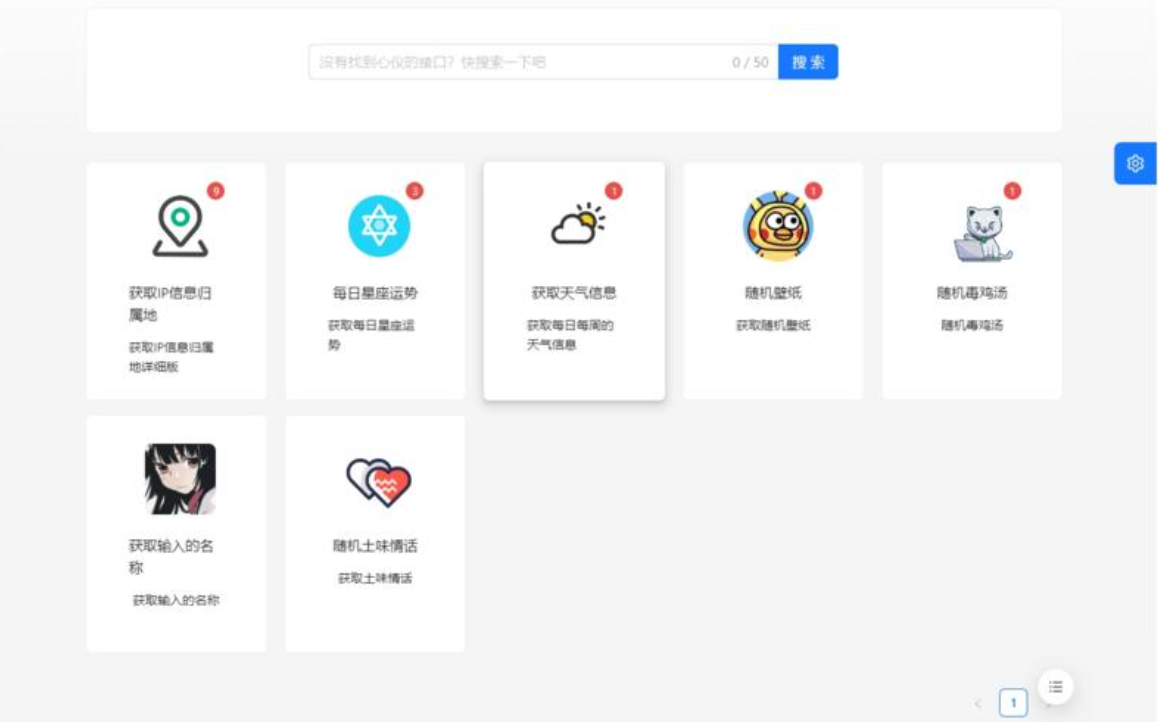 没有找到心仪的接口？快搜索一下吧
0 / 50
搜 索
9
3
1
1
1
获取IP信息归
属地
获取IP信息归属
地详细版
每日星座运势
获取每日星座运
势
获取天气信息
获取每日每周的
天气信息
随机壁纸
获取随机壁纸
随机毒鸡汤
随机毒鸡汤
获取输入的名
称
获取输入的名称
随机土味情话
获取土味情话
1